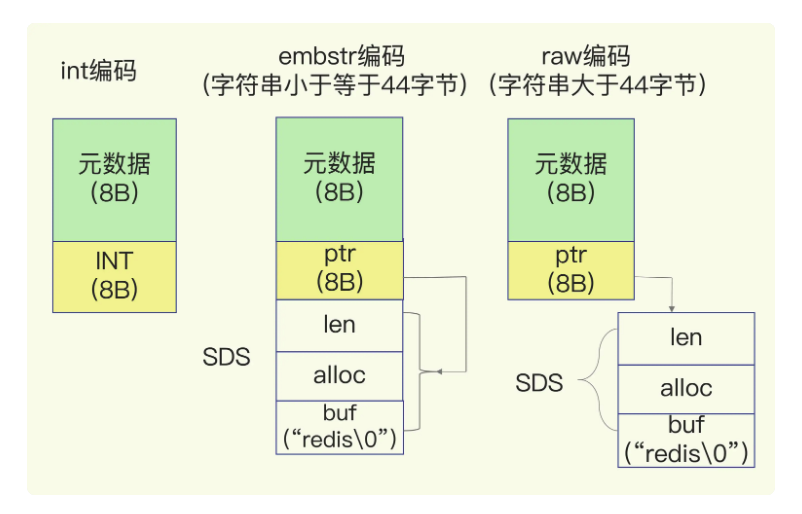 int编码
元数据
(8B)
INT
(8B)
embstr编码
(字符串小于等于44字节)
元数据
(8B)
ptr
(8B)
SDS
len
alloc
buf
(“redis\0”)
raw编码
(字符串大于44字节)
元数据
(8B)
ptr
(8B)
SDS
len
alloc
buf
(“redis\0”)